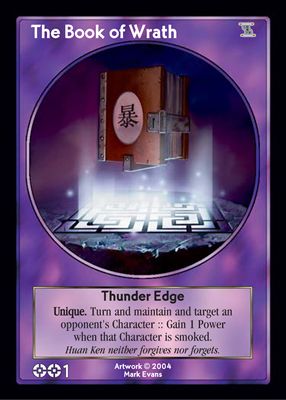 The Book of Wrath
暴
Thunder Edge
Unique. Turn and maintain and target an
opponent's Character :: Gain 1 Power
when that Character is smoked.
Huan Ken neither forgives nor forgets.
1
Artwork © 2004
Mark Evans